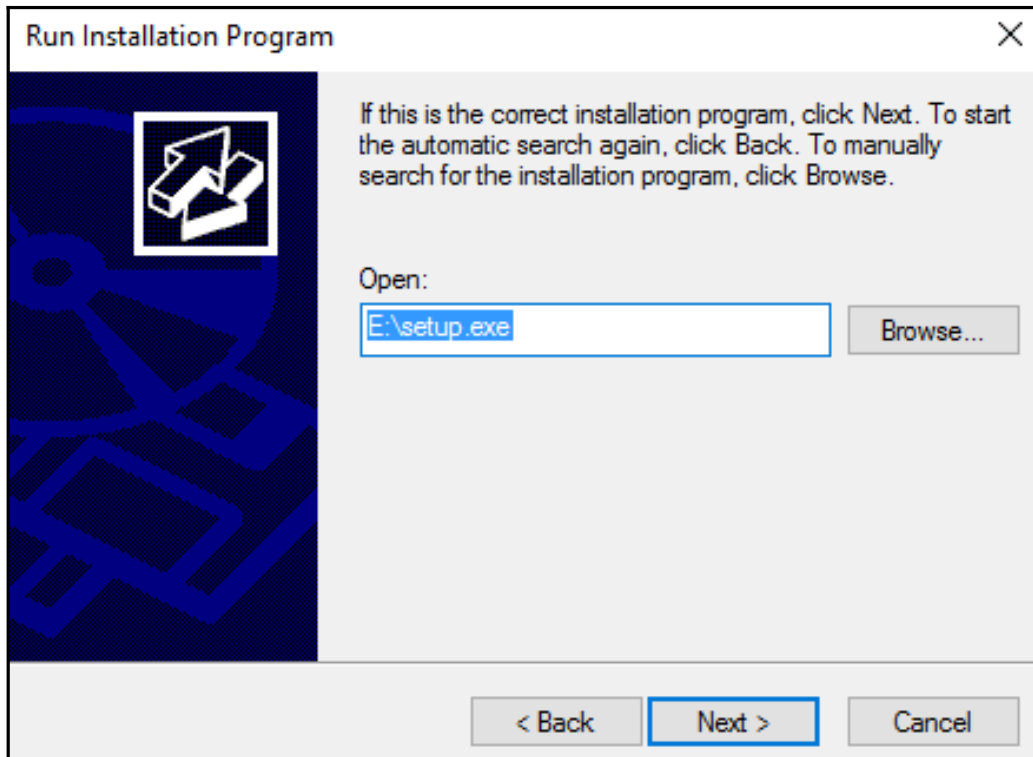 Run Installation Program
If this is the correct installation program, click Next. To start
the automatic search again, click Back. To manually
search for the installation program, click Browse.
Open:
E:\setup.exe
Browse...
< Back
Next >
Cancel